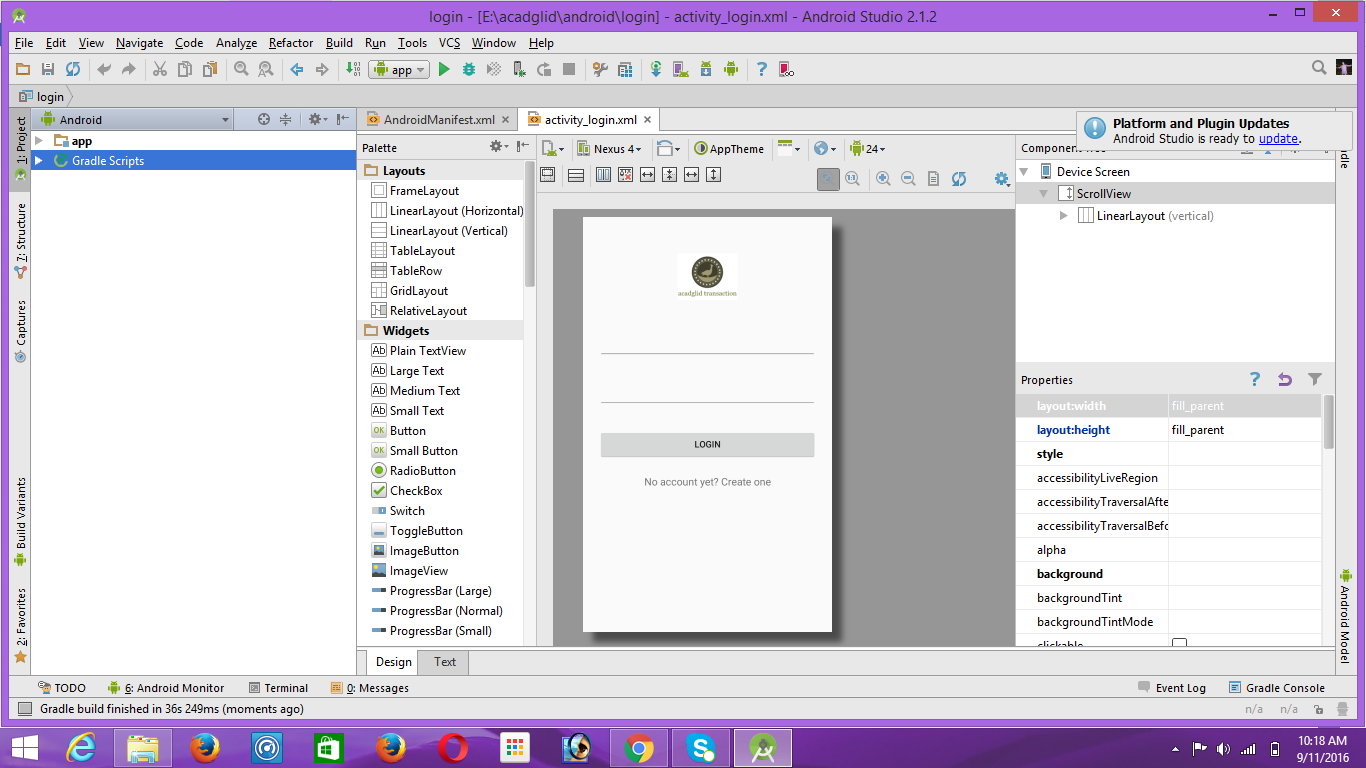 login - [E:\acadglid\android\login] - activity_login.xml - Android Studio 2.1.2
File Edit View Navigate Code Analyze Refactor Build Run Tools VCS Window Help
app
login
1: Project
7: Structure
Captures
Build Variants
2: Favorites
Android
app
Gradle Scripts
AndroidManifest.xml
activity_login.xml
Palette
Layouts
FrameLayout
LinearLayout (Horizontal)
LinearLayout (Vertical)
TableLayout
TableRow
GridLayout
RelativeLayout
Widgets
Ab Plain TextView
Ab Large Text
Ab Medium Text
Ab Small Text
OK Button
OK Small Button
RadioButton
CheckBox
Switch
ToggleButton
ImageButton
ImageView
ProgressBar (Large)
ProgressBar (Normal)
ProgressBar (Small)
Nexus 4 AppTheme 24
acadglid transaction
LOGIN
No account yet? Create one
Design Text
Platform and Plugin Updates
Android Studio is ready to update.
Device Screen
ScrollView
LinearLayout (vertical)
Properties
layout:width fill_parent
layout:height fill_parent
style
accessibilityLiveRegion
accessibilityTraversalAfte
accessibilityTraversalBefo
alpha
background
backgroundTint
backgroundTintMode
clickable
Android Model
TODO 6: Android Monitor Terminal 0: Messages Event Log Gradle Console
Gradle build finished in 36s 249ms (moments ago) n/a n/a
10:18 AM
9/11/2016